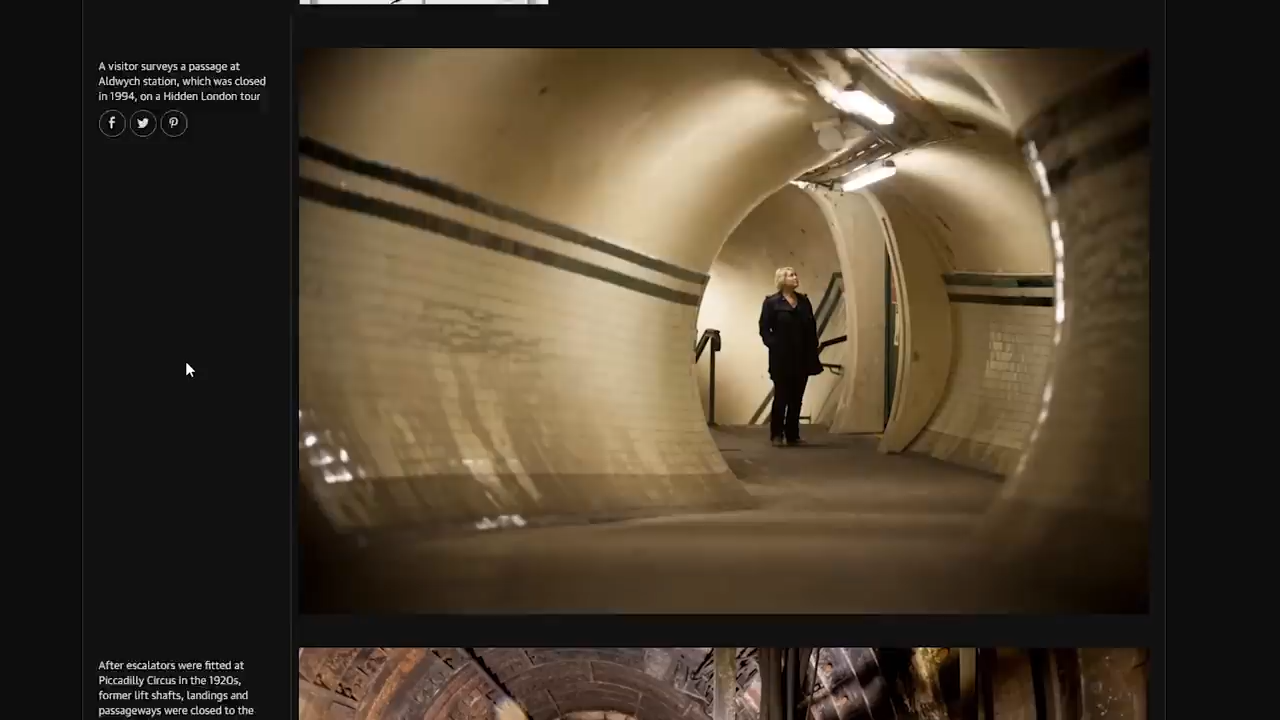 A visitor surveys a passage at
Aldwych station, which was closed
in 1994, on a Hidden London tour
After escalators were fitted at
Piccadilly Circus in the 1920s,
former lift shafts, landings and
passageways were closed to the